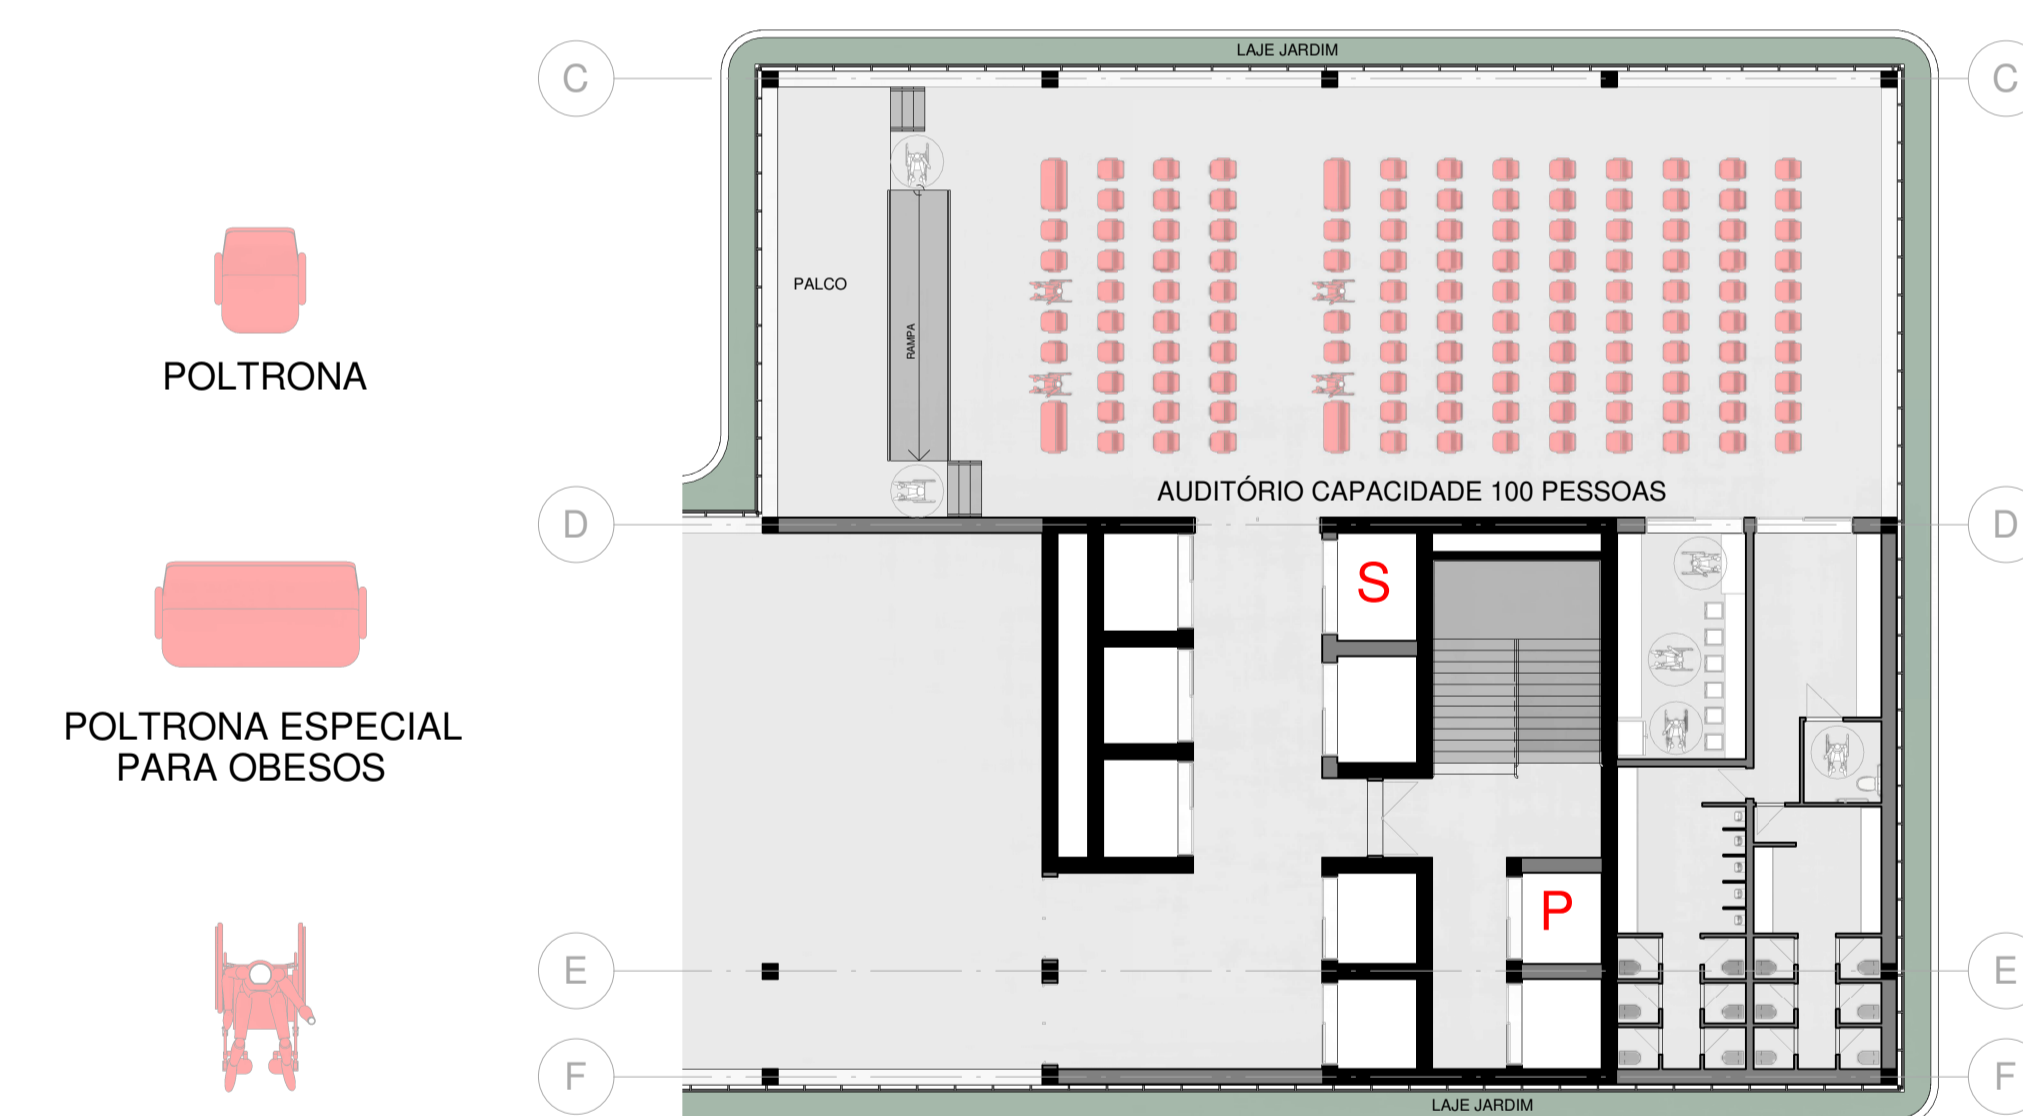 LAJE JARDIM
C
C
POLTRONA
PALCO
RAMPA
AUDITÓRIO CAPACIDADE 100 PESSOAS
D
D
S
POLTRONA ESPECIAL
PARA OBESOS
P
E
E
F
F
LAJE JARDIM